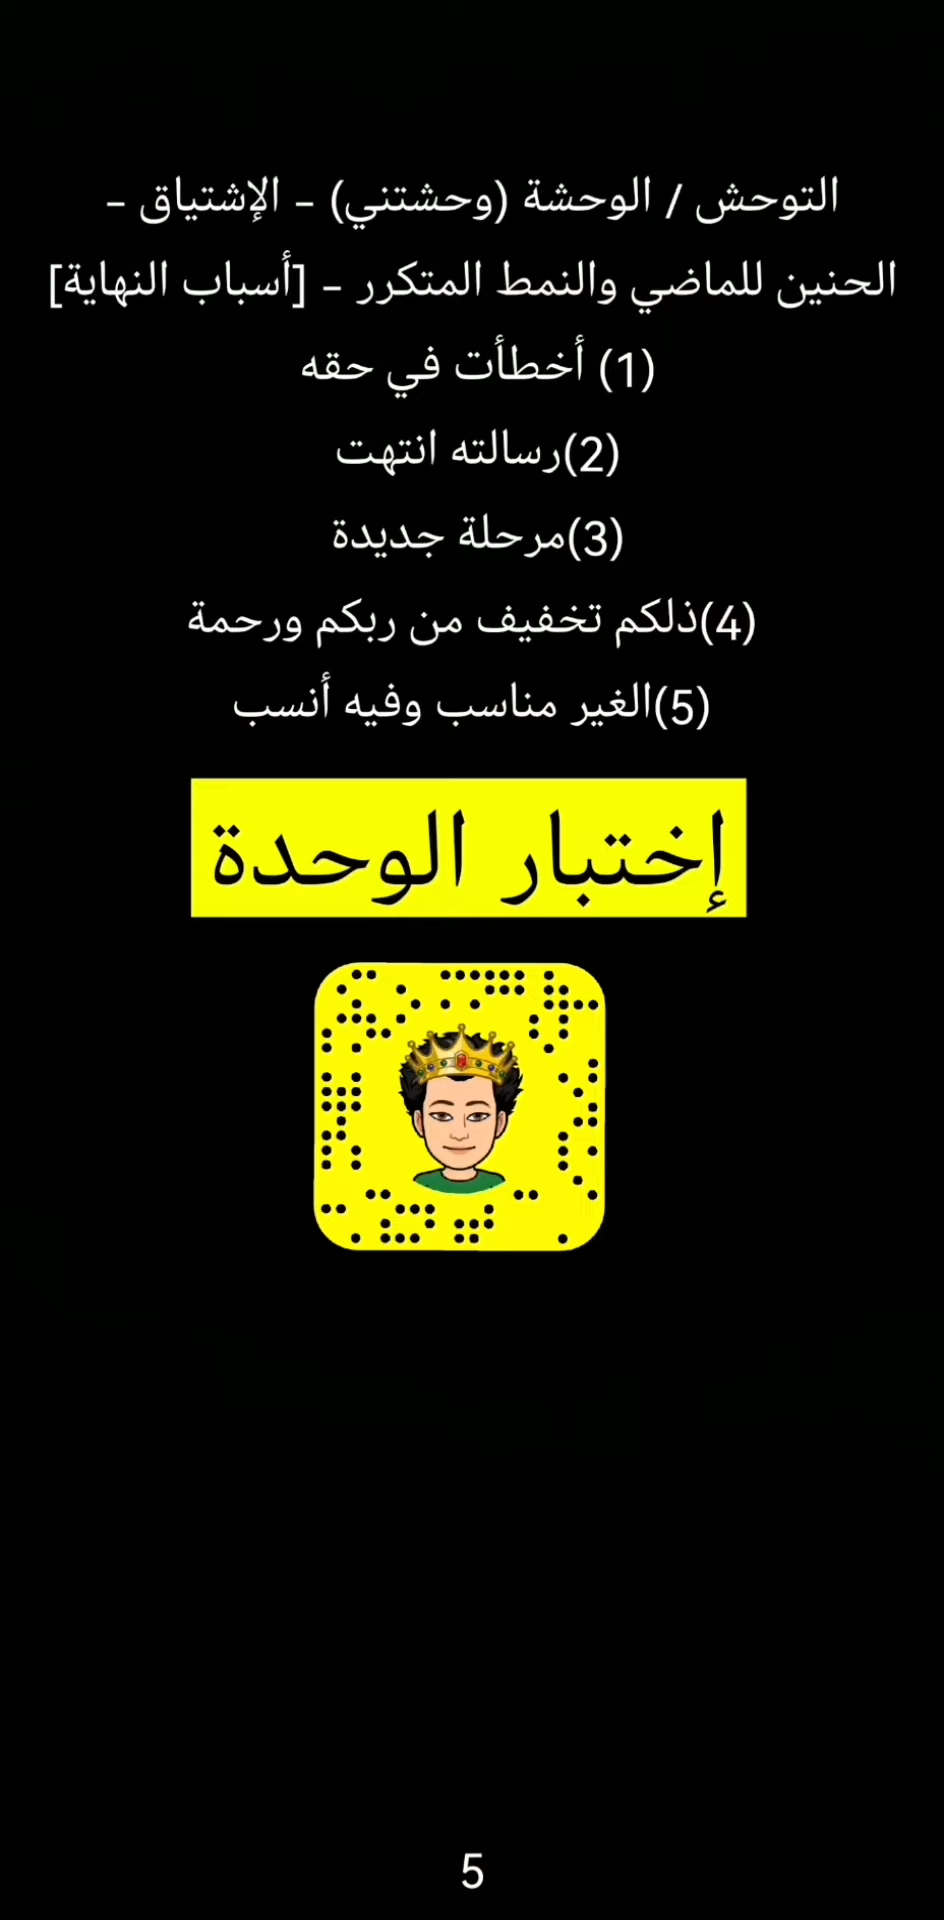 التوحش / الوحشة (وحشتني) - الإشتياق -
الحنين للماضي والنمط المتكرر - [أسباب النهاية]
(1) أخطأت في حقه
(2)رسالته انتهت
(3)مرحلة جديدة
(4)ذلكم تخفيف من ربكم ورحمة
(5)الغير مناسب وفيه أنسب
إختبار الوحدة
5